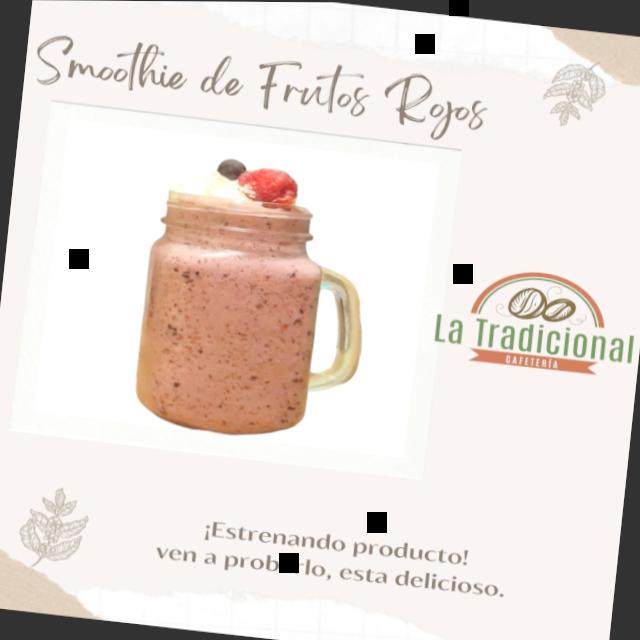 Smoothie de Frutos Rojos
La Tradicional
CAFETERÍA
¡Estrenando producto!
ven a esta delicioso.